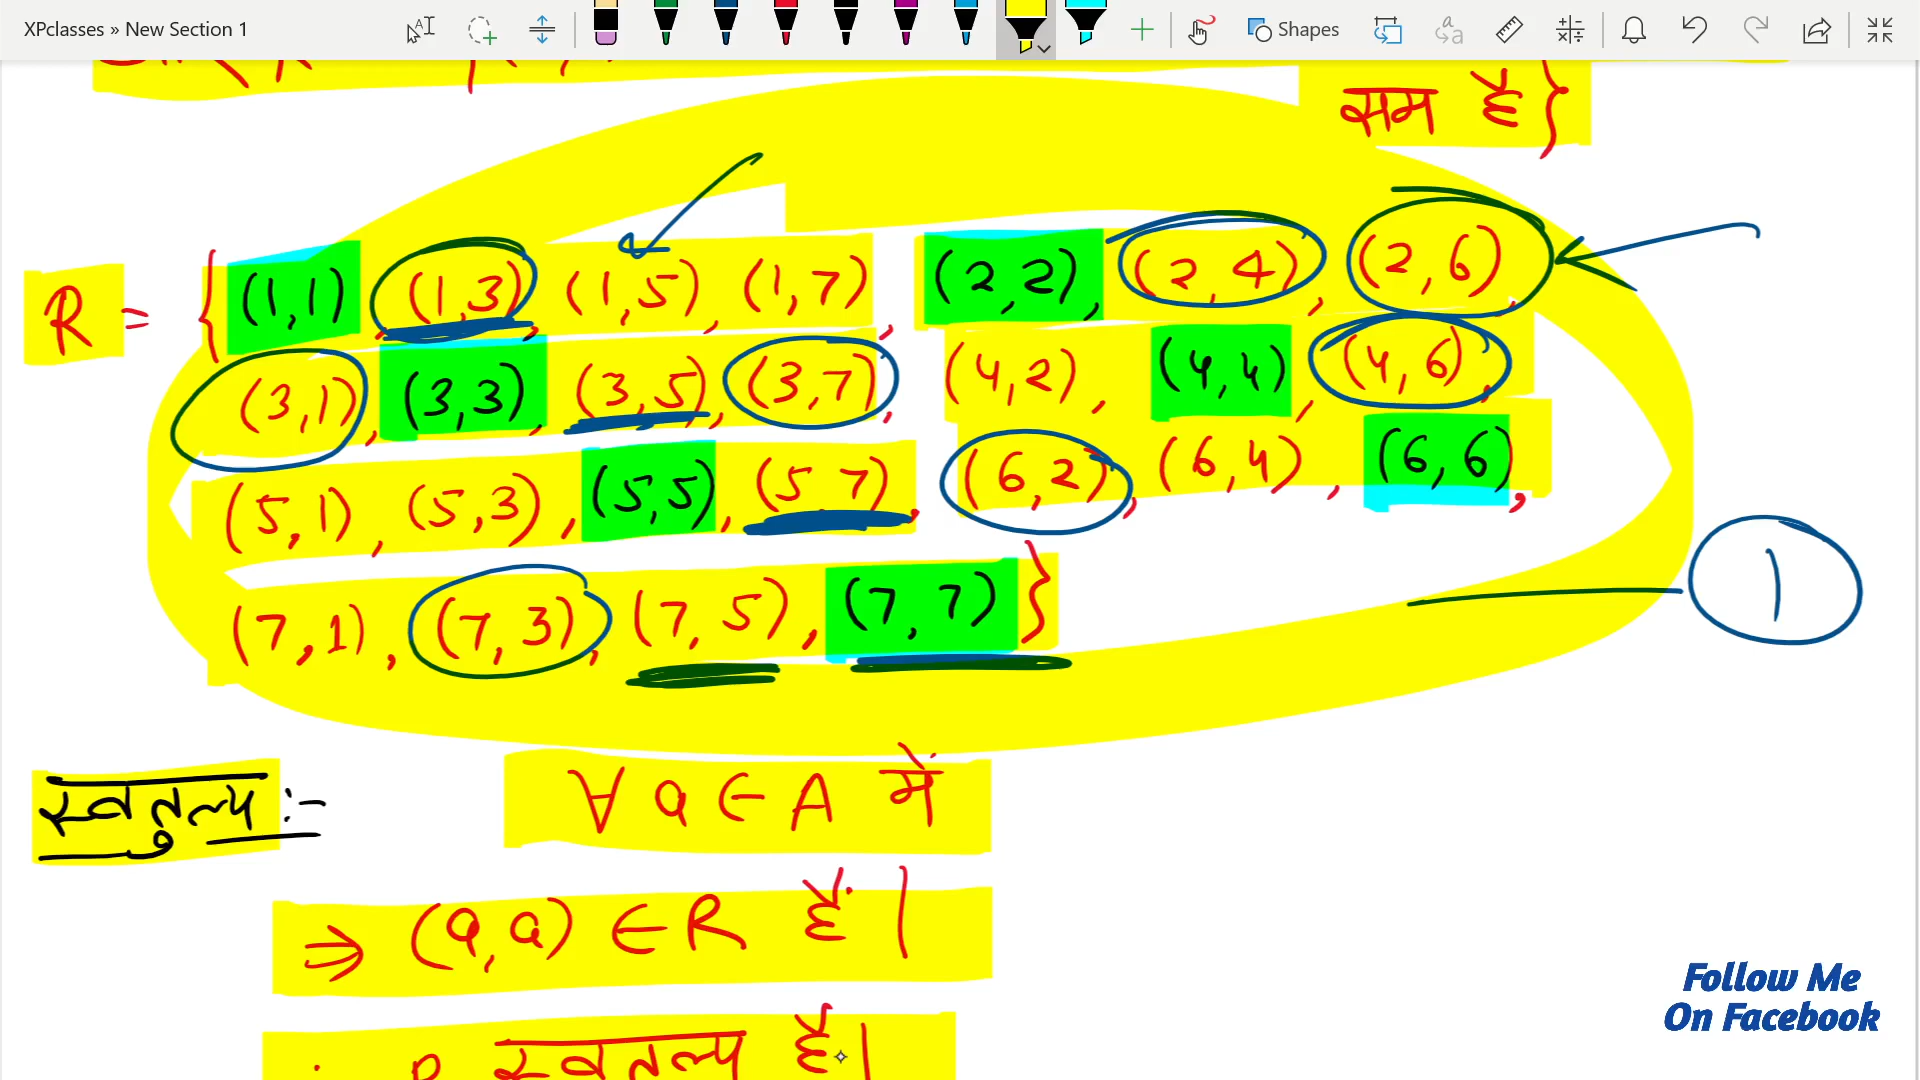 XPclasses » New Section 1
Shapes
सम है}
R = { (1,1), (1,3), (1,5), (1,7), (2,2), (2,4), (2,6),
(3,1), (3,3), (3,5), (3,7), (4,2), (4,4), (4,6),
(5,1), (5,3), (5,5), (5 7), (6,2), (6,4), (6,6),
(7,1), (7,3), (7,5), (7,7) }
1
स्वतुल्य :- ∀ a ∈ A में
⇒ (a,a) ∈ R है |
स्वतुल्य है |
Follow Me
On Facebook